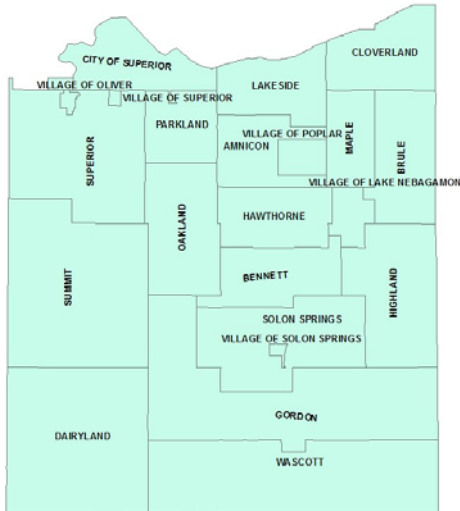 CLOVERLAND
CITY OF SUPERIOR
VILLAGE OF OLIVER
LAKESIDE
VILLAGE OF SUPERIOR
PARKLAND
VILLAGE OF POPLAR
AMNICON
MAPLE
BRULE
SUPERIOR
VILLAGE OF LAKE NEBAGAMON
HAWTHORNE
OAKLAND
SUMMIT
BENNETT
HIGHLAND
SOLON SPRINGS
VILLAGE OF SOLON SPRINGS
GORDON
DAIRYLAND
WASCOTT